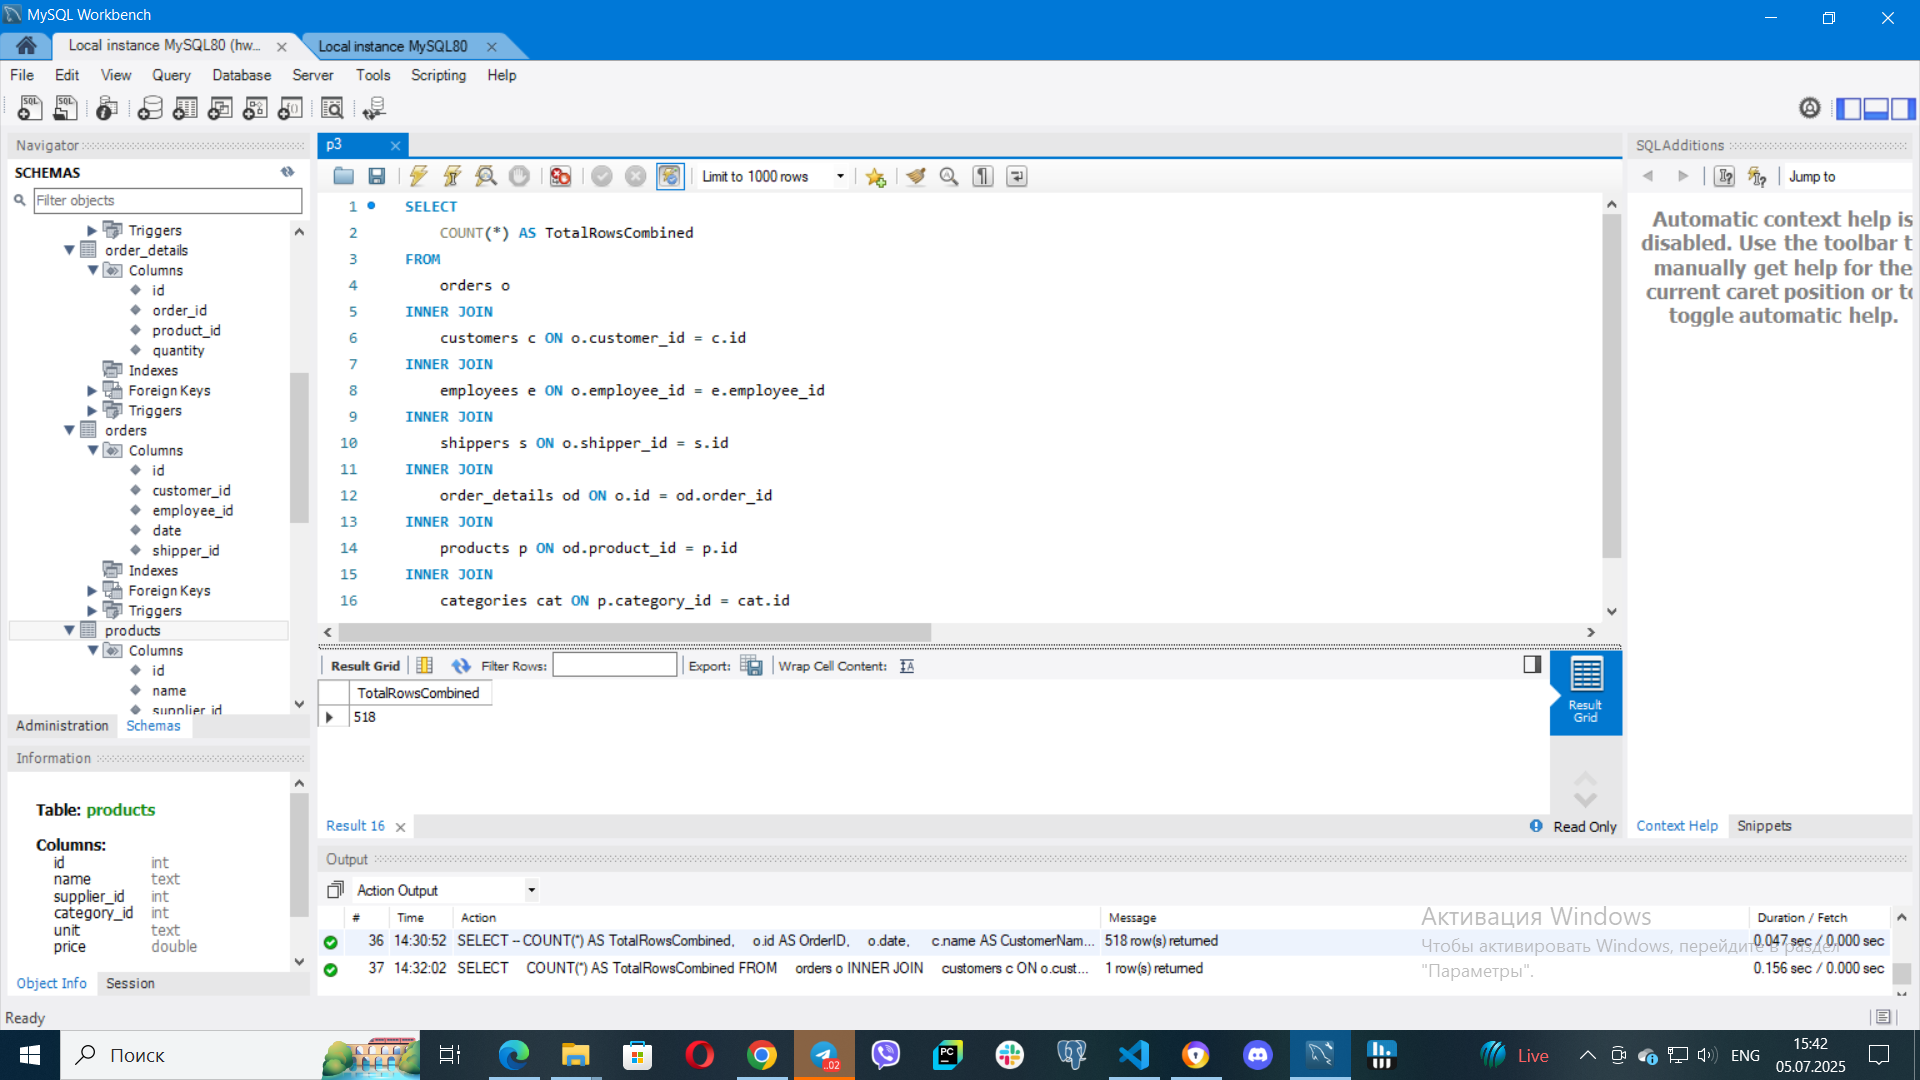 MySQL Workbench
Local instance MySQL80 (hw...
Local instance MySQL80
File Edit View Query Database Server Tools Scripting Help
Navigator
SCHEMAS
Filter objects
Triggers
order_details
Columns
id
order_id
product_id
quantity
Indexes
Foreign Keys
Triggers
orders
Columns
id
customer_id
employee_id
date
shipper_id
Indexes
Foreign Keys
Triggers
products
Columns
id
name
supplier_id
Administration Schemas
Information
Table: products
Columns:
id int
name text
supplier_id int
category_id int
unit text
price double
Object Info Session
Ready
p3
Limit to 1000 rows
1 SELECT
2 COUNT(*) AS TotalRowsCombined
3 FROM
4 orders o
5 INNER JOIN
6 customers c ON o.customer_id = c.id
7 INNER JOIN
8 employees e ON o.employee_id = e.employee_id
9 INNER JOIN
10 shippers s ON o.shipper_id = s.id
11 INNER JOIN
12 order_details od ON o.id = od.order_id
13 INNER JOIN
14 products p ON od.product_id = p.id
15 INNER JOIN
16 categories cat ON p.category_id = cat.id
Result Grid Filter Rows: Export: Wrap Cell Content:
TotalRowsCombined
518
Result
Grid
Result 16
Read Only
SQLAdditions
Jump to
Automatic context help is
disabled. Use the toolbar t
manually get help for the
current caret position or to
toggle automatic help.
Context Help Snippets
Output
Action Output
# Time Action Message Duration / Fetch
36 14:30:52 SELECT -- COUNT(*) AS TotalRowsCombined, o.id AS OrderID, o.date, c.name AS CustomerNam... 518 row(s) returned 0.047 sec / 0.000 sec
37 14:32:02 SELECT COUNT(*) AS TotalRowsCombined FROM orders o INNER JOIN customers c ON o.cust... 1 row(s) returned 0.156 sec / 0.000 sec
Активация Windows
Чтобы активировать Windows, перейдите в раздел
"Параметры".
Поиск
..02
PC
Live
ENG
15:42
05.07.2025